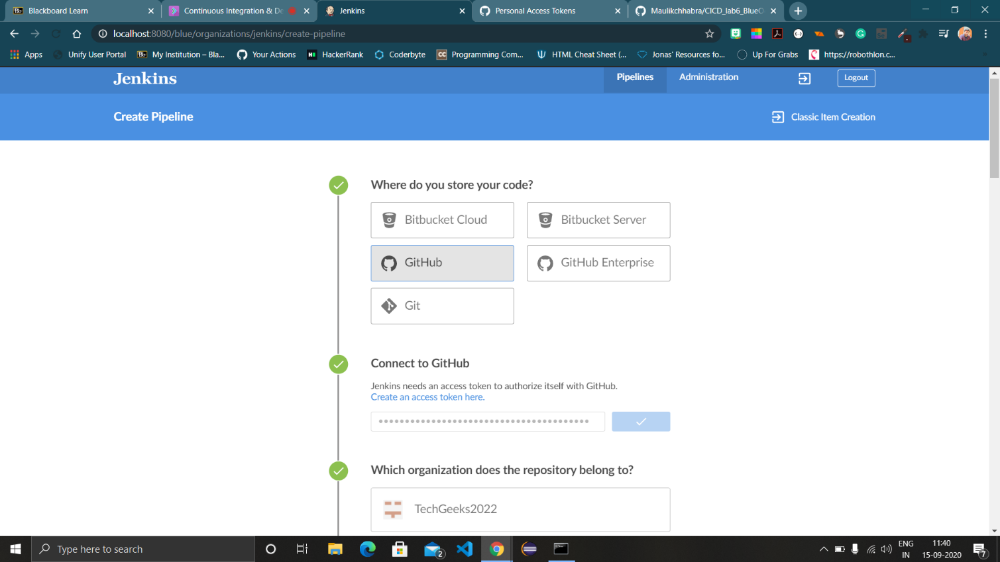 Blackboard Learn
Continuous Integration & De
Jenkins
Personal Access Tokens
Maulikchhabra/CICD_lab6_BlueO
localhost:8080/blue/organizations/jenkins/create-pipeline
Apps
Unify User Portal
My Institution – Bla...
Your Actions
HackerRank
Coderbyte
Programming Com...
HTML Cheat Sheet (...
Jonas' Resources fo...
Up For Grabs
https://robothlon.c...
Jenkins
Pipelines
Administration
Logout
Create Pipeline
Classic Item Creation
Where do you store your code?
Bitbucket Cloud
Bitbucket Server
GitHub
GitHub Enterprise
Git
Connect to GitHub
Jenkins needs an access token to authorize itself with GitHub.
Create an access token here.
Which organization does the repository belong to?
TechGeeks2022
Type here to search
2
ENG
IN
11:40
15-09-2020
7